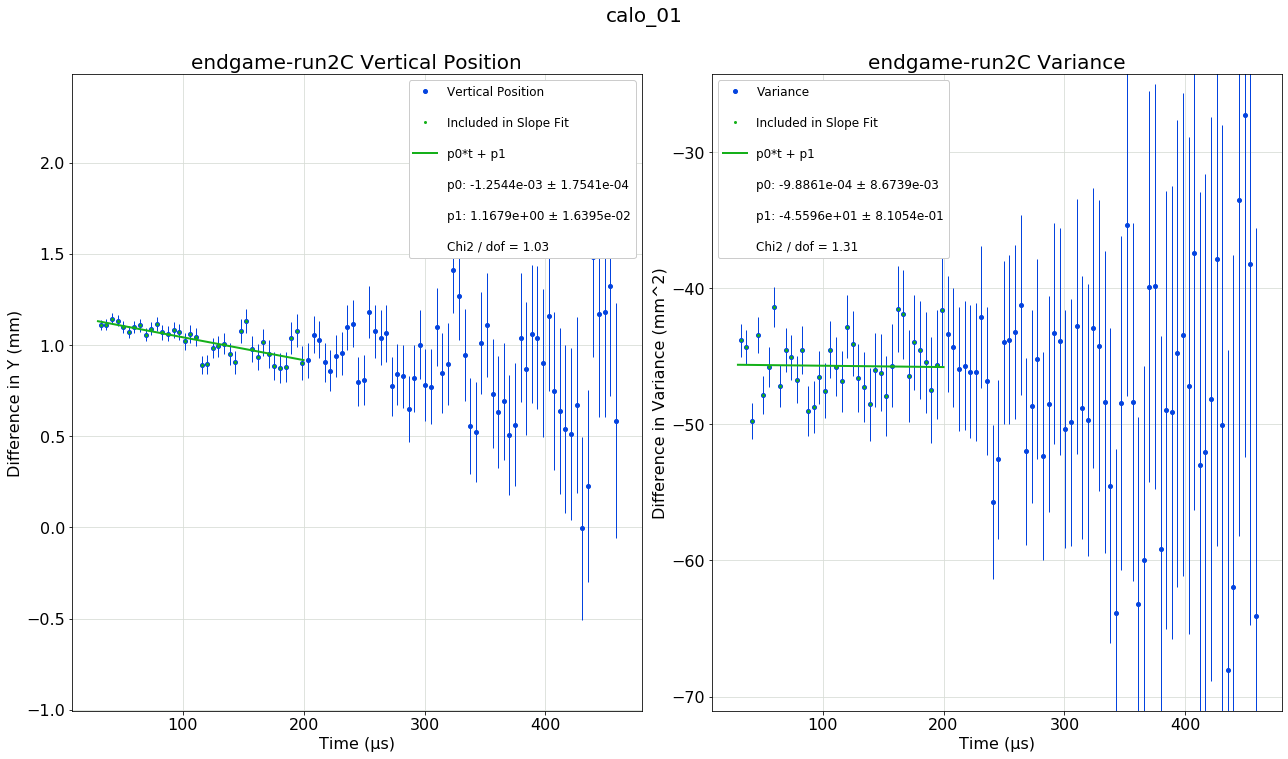 calo_01
endgame-run2C Vertical Position
Vertical Position
Included in Slope Fit
p0*t + p1
p0: -1.2544e-03 ± 1.7541e-04
p1: 1.1679e+00 ± 1.6395e-02
Chi2 / dof = 1.03
Difference in Y (mm)
2.0
1.5
1.0
0.5
0.0
−0.5
−1.0
100 200 300 400
Time (μs)
endgame-run2C Variance
Variance
Included in Slope Fit
p0*t + p1
p0: -9.8861e-04 ± 8.6739e-03
p1: -4.5596e+01 ± 8.1054e-01
Chi2 / dof = 1.31
Difference in Variance (mm^2)
−30
−40
−50
−60
−70
100 200 300 400
Time (μs)